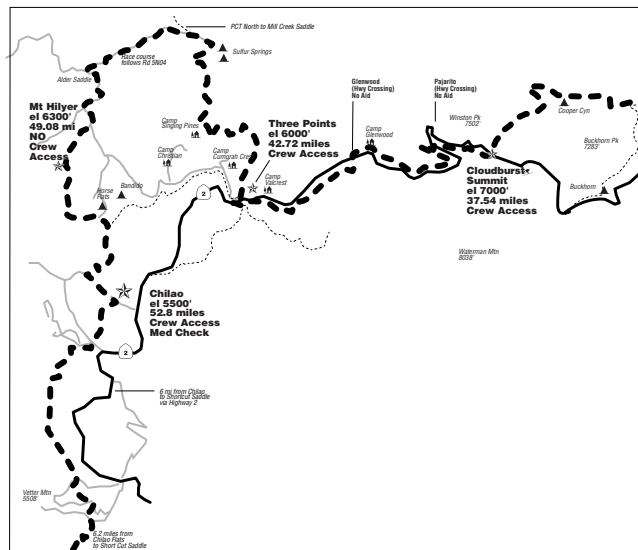 PCT North to Mill Creek Saddle
Race course
follows Rd 5N04
Sulfur Springs
Alder Saddle
Mt Hilyer
el 6300'
49.08 mi
NO
Crew
Access
Camp
Singing Pines
Three Points
el 6000'
42.72 miles
Crew Access
Glenwood
(Hwy Crossing)
No Aid
Pajarito
(Hwy Crossing)
No Aid
Winston Pk
7502'
Cooper Cyn
Camp
Glenwood
Buckhorn Pk
7283'
Camp
Christian
Camp
Cumorah Crest
Camp
Valcrest
Cloudburst
Summit
el 7000'
37.54 miles
Crew Access
Buckhorn
Bandido
Horse
Flats
2
Waterman Mtn
8038'
Chilao
el 5500'
52.8 miles
Crew Access
Med Check
2
6 mi from Chilao
to Shortcut Saddle
via Highway 2
Vetter Mtn
5508'
6.2 miles from
Chilao Flats
to Short Cut Saddle